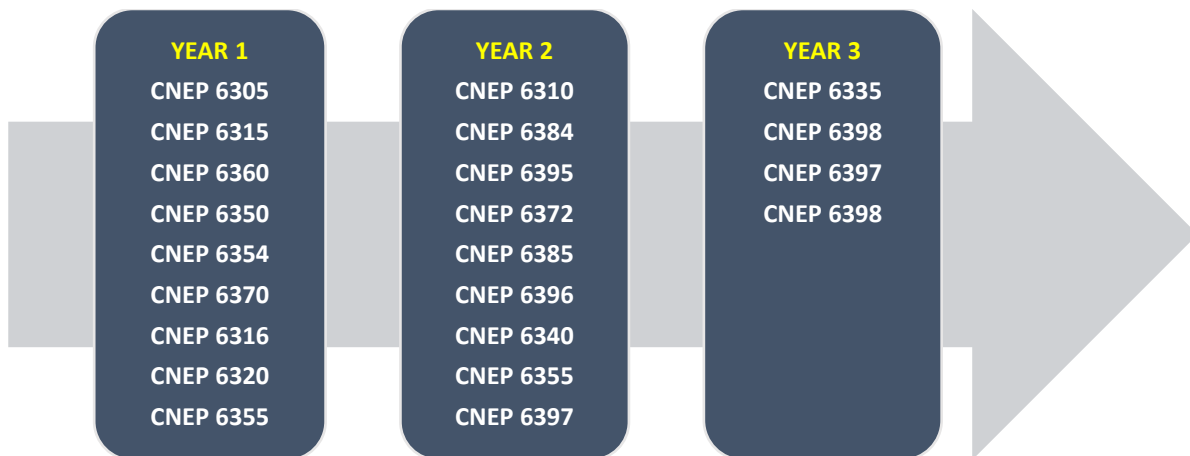 YEAR 1
CNEP 6305
CNEP 6315
CNEP 6360
CNEP 6350
CNEP 6354
CNEP 6370
CNEP 6316
CNEP 6320
CNEP 6355
YEAR 2
CNEP 6310
CNEP 6384
CNEP 6395
CNEP 6372
CNEP 6385
CNEP 6396
CNEP 6340
CNEP 6355
CNEP 6397
YEAR 3
CNEP 6335
CNEP 6398
CNEP 6397
CNEP 6398